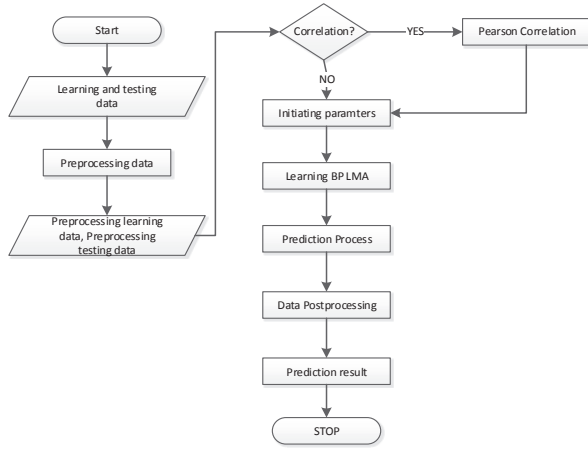 Start
Learning and testing
data
Preprocessing data
Preprocessing learning
data, Preprocessing
testing data
Correlation?
YES
Pearson Correlation
NO
Initiating paramters
Learning BP LMA
Prediction Process
Data Postprocessing
Prediction result
STOP